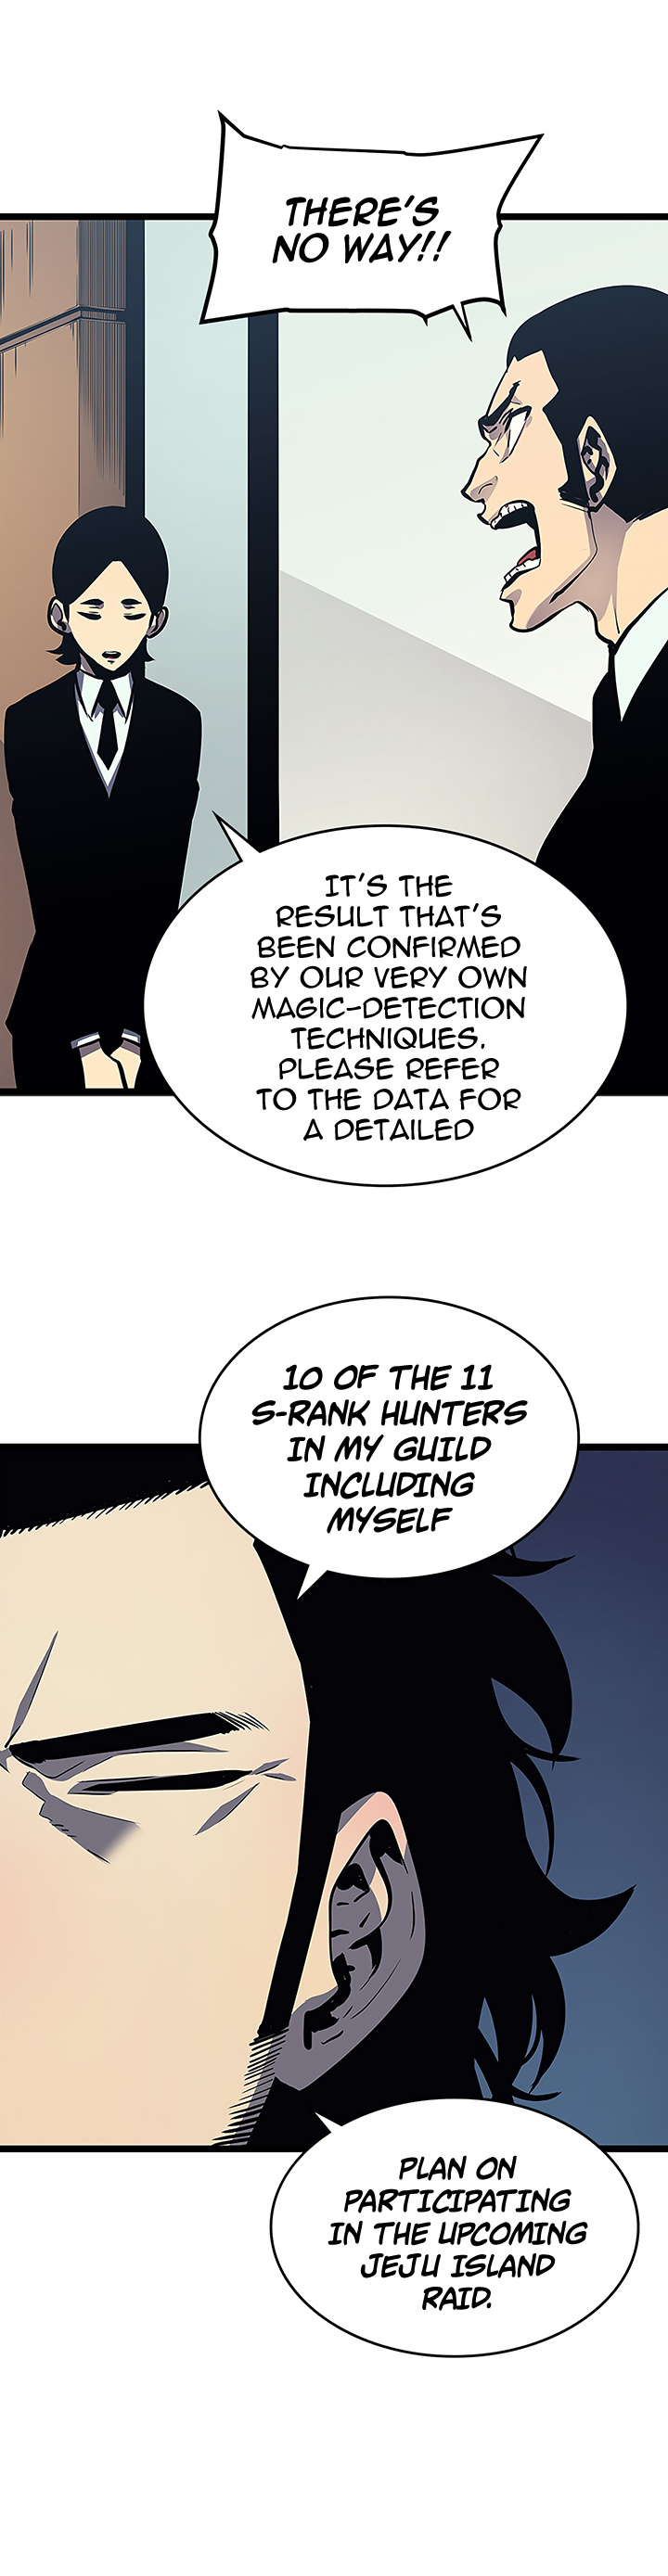 THERE'S
NO WAY!!
IT'S THE
RESULT THAT'S
BEEN CONFIRMED
BY OUR VERY OWN
MAGIC-DETECTION
TECHNIQUES.
PLEASE REFER
TO THE DATA FOR
A DETAILED
10 OF THE 11
S-RANK HUNTERS
IN MY GUILD
INCLUDING
MYSELF
PLAN ON
PARTICIPATING
IN THE UPCOMING
JEJU ISLAND
RAID.